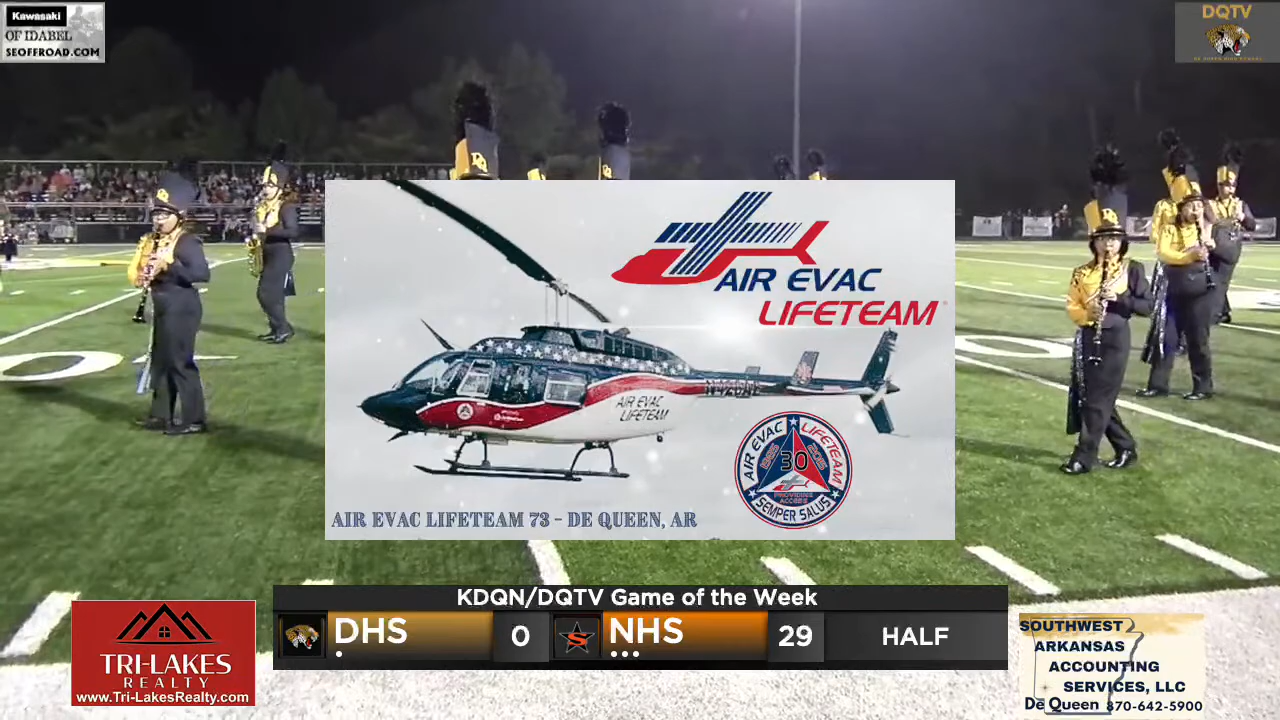 Kawasaki
OF IDABEL
SEOFFROAD.COM
DQTV
AIR EVAC
LIFETEAM
AIR EVAC
LIFETEAM
AIR EVAC LIFETEAM
30
PROVIDING
ACCESS
SEMPER SALUS
AIR EVAC LIFETEAM 73 - DE QUEEN, AR
KDQN/DQTV Game of the Week
DHS 0 NHS 29 HALF
TRI-LAKES
REALTY
www.Tri-LakesRealty.com
SOUTHWEST
ARKANSAS
ACCOUNTING
SERVICES, LLC
De Queen 870-642-5900